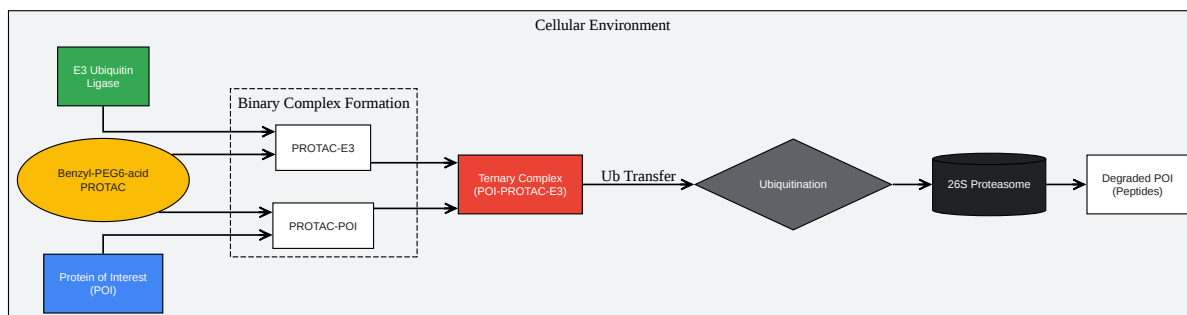 Cellular Environment
E3 Ubiquitin
Ligase
Binary Complex Formation
PROTAC-E3
Benzyl-PEG6-acid
PROTAC
PROTAC-POI
Protein of Interest
(POI)
Ternary Complex
(POI-PROTAC-E3)
Ub Transfer
Ubiquitination
26S Proteasome
Degraded POI
(Peptides)